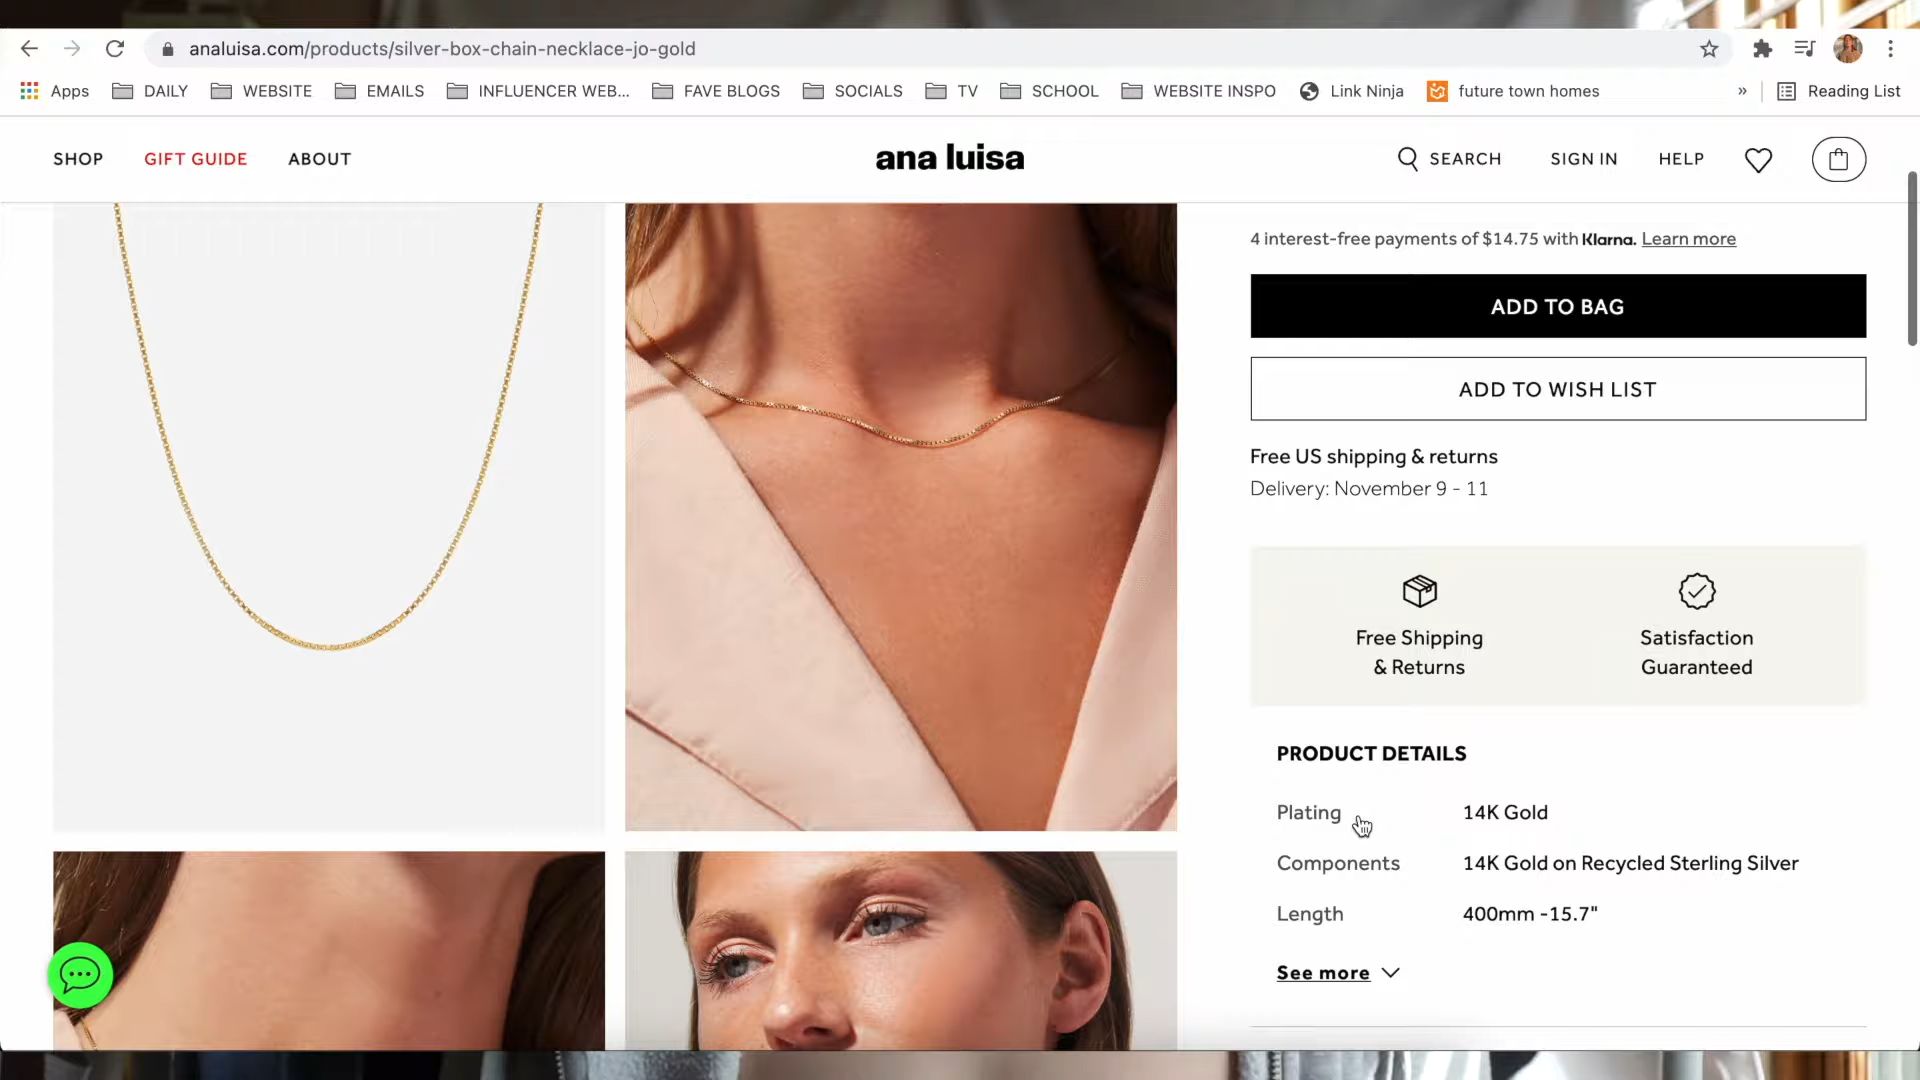 analuisa.com/products/silver-box-chain-necklace-jo-gold
Apps
DAILY
WEBSITE
EMAILS
INFLUENCER WEB...
FAVE BLOGS
SOCIALS
TV
SCHOOL
WEBSITE INSPO
Link Ninja
future town homes
»
Reading List
SHOP
GIFT GUIDE
ABOUT
ana luisa
SEARCH
SIGN IN
HELP
4 interest-free payments of $14.75 with Klarna. Learn more
ADD TO BAG
ADD TO WISH LIST
Free US shipping & returns
Delivery: November 9 - 11
Free Shipping
& Returns
Satisfaction
Guaranteed
PRODUCT DETAILS
Plating 14K Gold
Components 14K Gold on Recycled Sterling Silver
Length 400mm -15.7"
See more